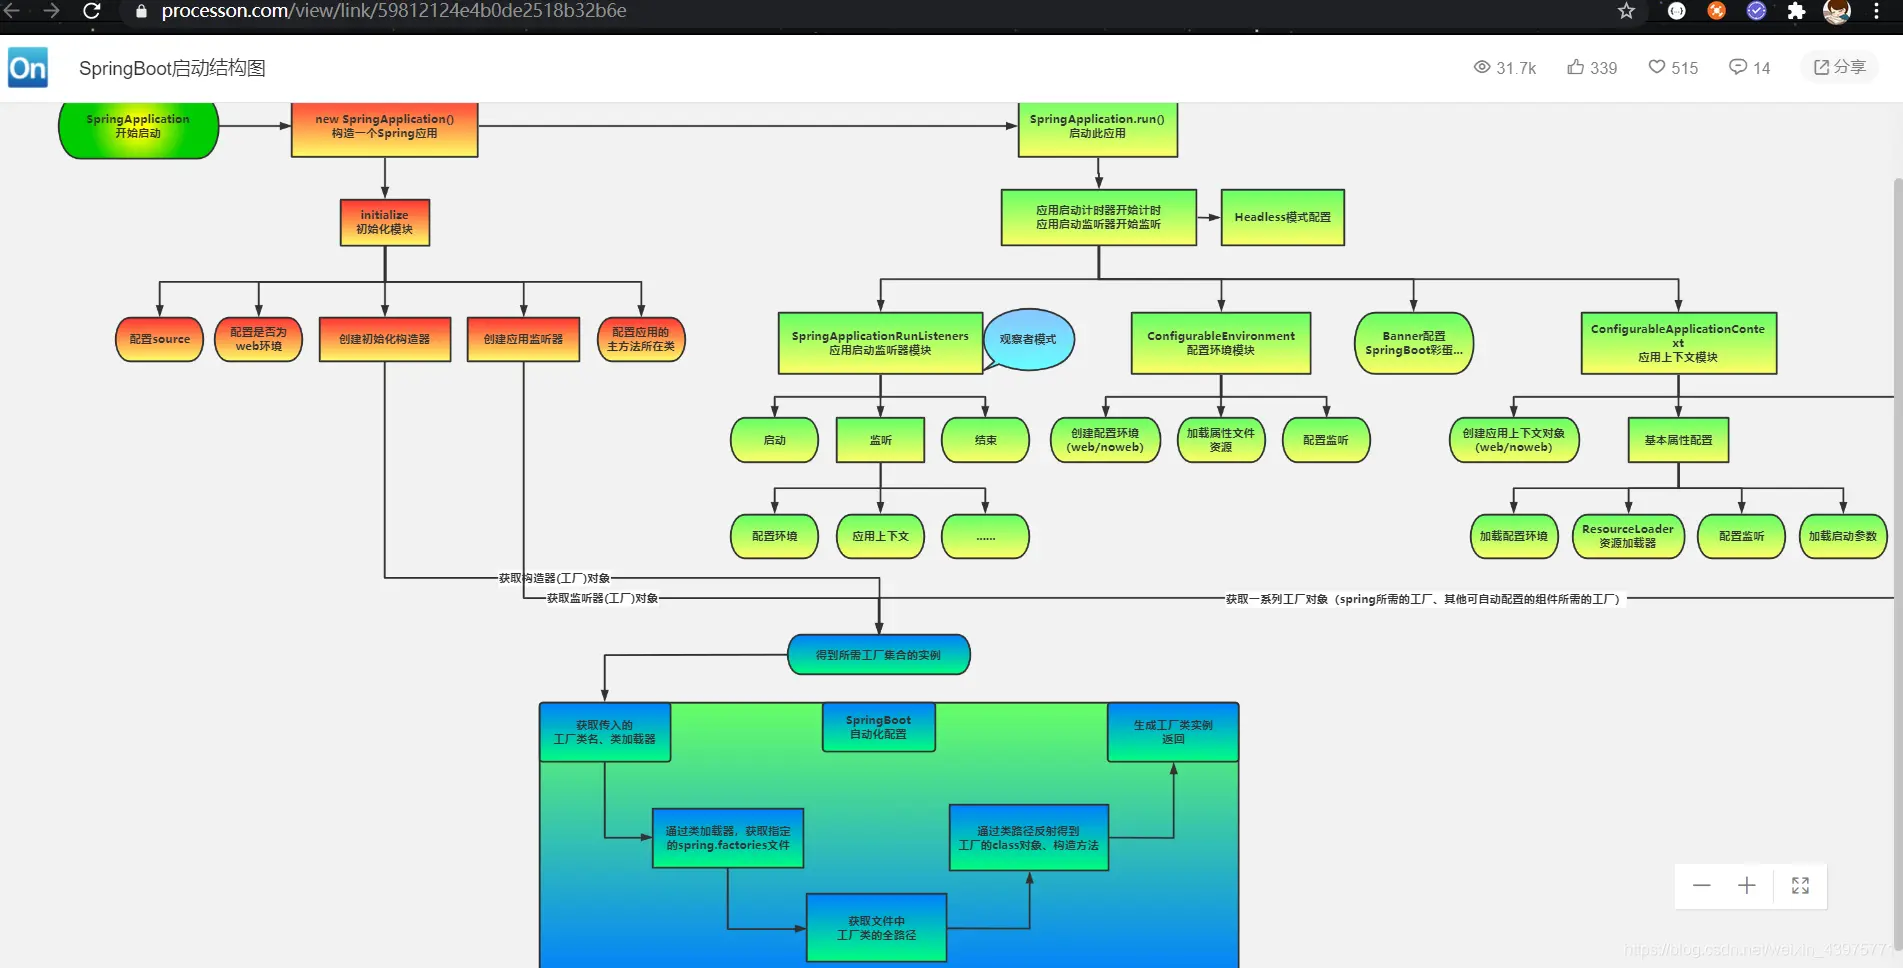 processon.com/view/link/59812124e4b0de2518b32b6e
On
SpringBoot启动结构图
31.7k
339
515
14
分享
SpringApplication
开始启动
new SpringApplication()
构造一个Spring应用
SpringApplication.run()
启动此应用
initialize
初始化模块
应用启动计时器开始计时
应用启动监听器开始监听
Headless模式配置
配置source
配置是否为
web环境
创建初始化构造器
创建应用监听器
配置应用的
主方法所在类
SpringApplicationRunListeners
应用启动监听器模块
观察者模式
ConfigurableEnvironment
配置环境模块
Banner配置
SpringBoot彩蛋...
ConfigurableApplicationConte
xt
应用上下文模块
启动
监听
结束
创建配置环境
(web/noweb)
加载属性文件
资源
配置监听
创建应用上下文对象
(web/noweb)
基本属性配置
配置环境
应用上下文
......
加载配置环境
ResourceLoader
资源加载器
配置监听
加载启动参数
获取构造器(工厂)对象
获取监听器(工厂)对象
获取一系列工厂对象（spring所需的工厂、其他可自动配置的组件所需的工厂）
得到所需工厂集合的实例
获取传入的
工厂类名、类加载器
SpringBoot
自动化配置
生成工厂类实例
返回
通过类加载器，获取指定
的spring.factories文件
通过类路径反射得到
工厂的class对象、构造方法
获取文件中
工厂类的全路径
https://blog.csdn.net/weixin_4397577